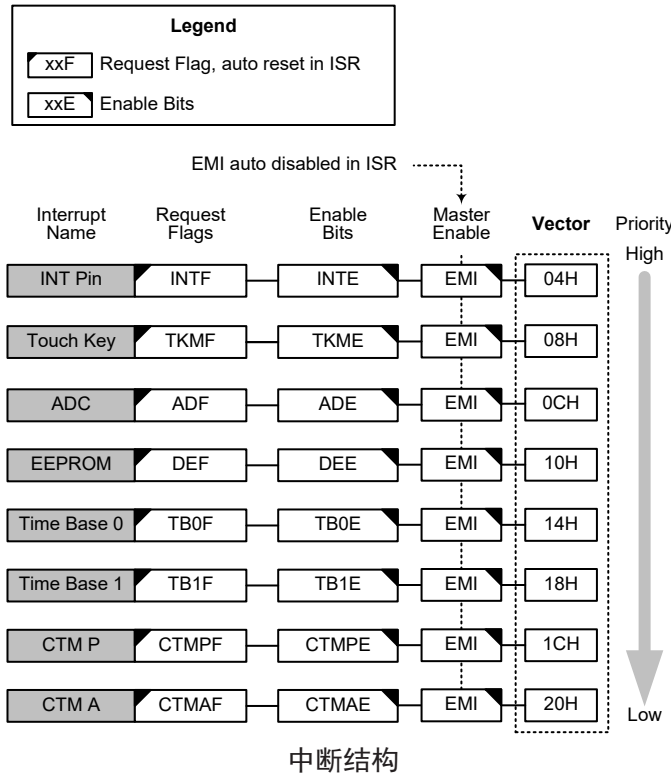 Legend
xxF Request Flag, auto reset in ISR
xxE Enable Bits
EMI auto disabled in ISR
Interrupt Name Request Flags Enable Bits Master Enable Vector Priority
High
INT Pin INTF INTE EMI 04H
Touch Key TKMF TKME EMI 08H
ADC ADF ADE EMI 0CH
EEPROM DEF DEE EMI 10H
Time Base 0 TB0F TB0E EMI 14H
Time Base 1 TB1F TB1E EMI 18H
CTM P CTMPF CTMPE EMI 1CH
CTM A CTMAF CTMAE EMI 20H
Low
中断结构